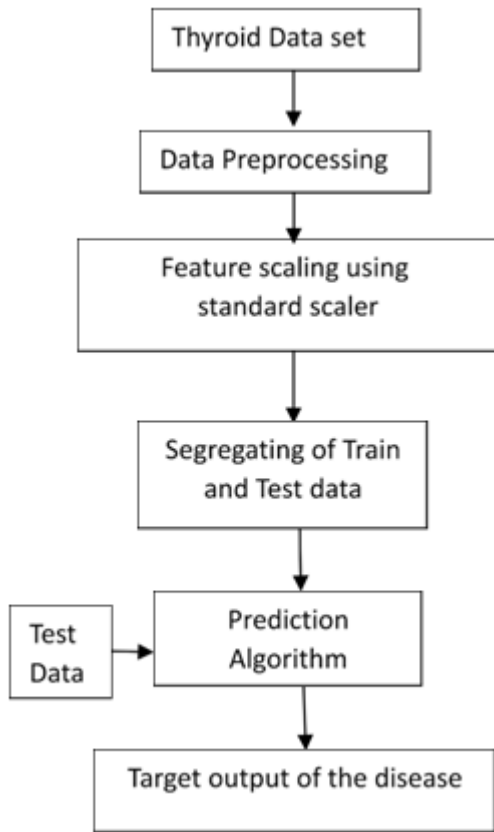 Thyroid Data set
Data Preprocessing
Feature scaling using
standard scaler
Segregating of Train
and Test data
Test
Data
Prediction
Algorithm
Target output of the disease